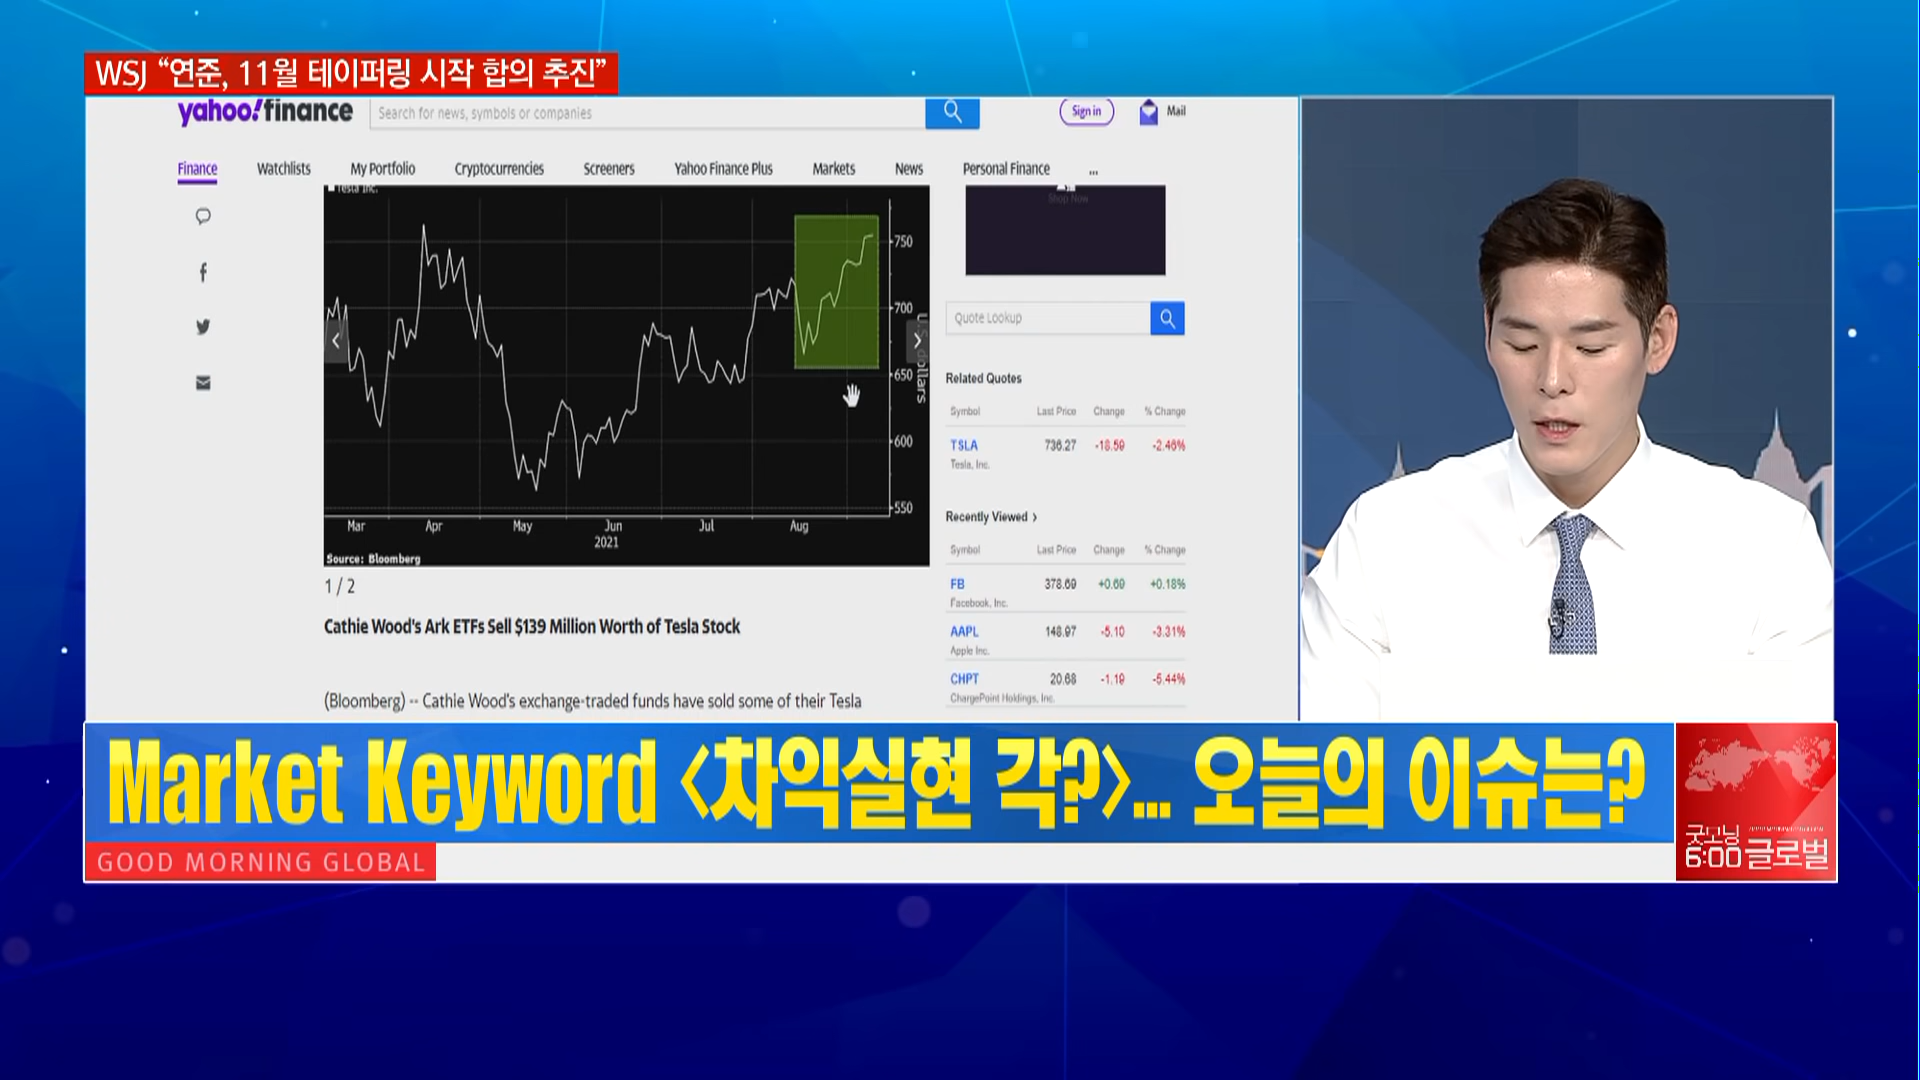 WSJ “연준, 11월 테이퍼링 시작 합의 추진”
yahoo!finance
Search for news, symbols or companies
Sign in
Mail
Finance Watchlists My Portfolio Cryptocurrencies Screeners Yahoo Finance Plus Markets News Personal Finance ...
Tesla Inc.
750
700
650
600
550
U.S. dollars
Mar Apr May Jun Jul Aug
2021
Source: Bloomberg
1 / 2
Cathie Wood's Ark ETFs Sell $139 Million Worth of Tesla Stock
(Bloomberg) -- Cathie Wood's exchange-traded funds have sold some of their Tesla
Shop Now
Quote Lookup
Related Quotes
Symbol Last Price Change % Change
TSLA 736.27 -18.59 -2.46%
Tesla, Inc.
Recently Viewed >
Symbol Last Price Change % Change
FB 378.69 +0.69 +0.18%
Facebook, Inc.
AAPL 148.97 -5.10 -3.31%
Apple Inc.
CHPT 20.68 -1.19 -5.44%
ChargePoint Holdings, Inc.
Market Keyword <차익실현 각?>... 오늘의 이슈는?
GOOD MORNING GLOBAL
굿모닝
6:00 글로벌